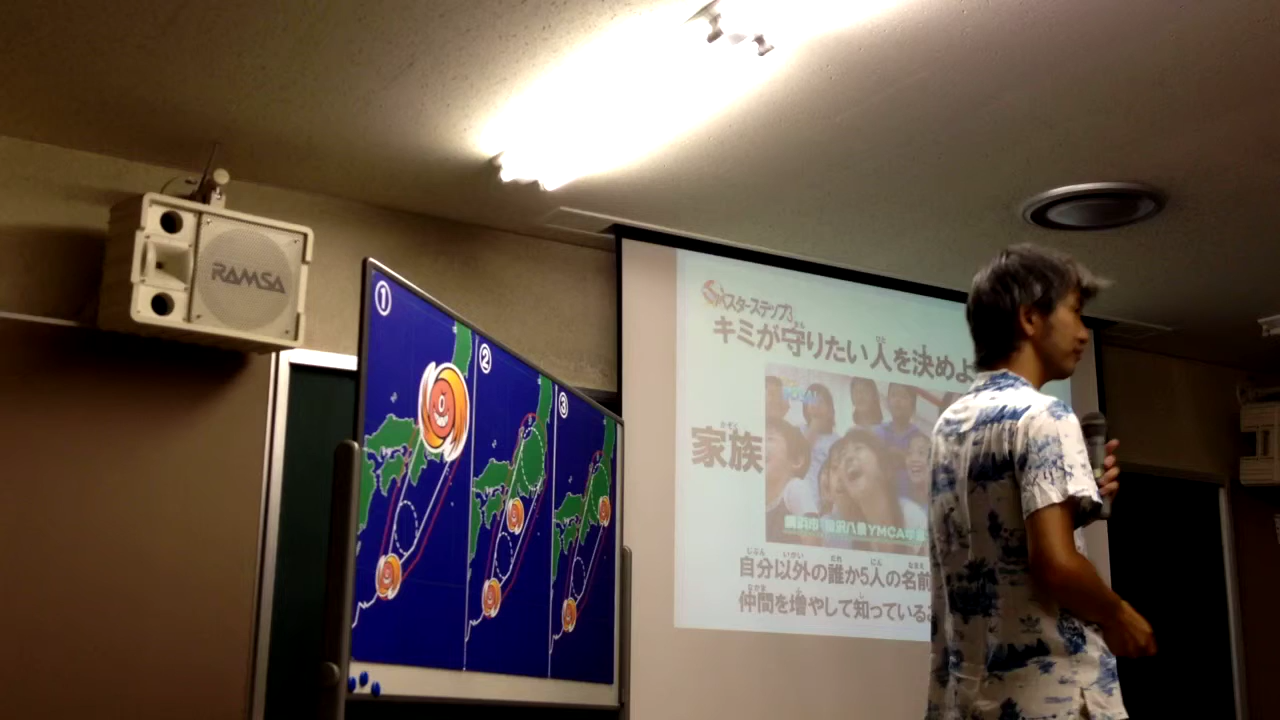 RAMSA
①
②
③
スターステップ3
キミが守りたい人を決めよ
家族
YMCA
自分以外の誰か5人の名前
仲間を増やして知っている